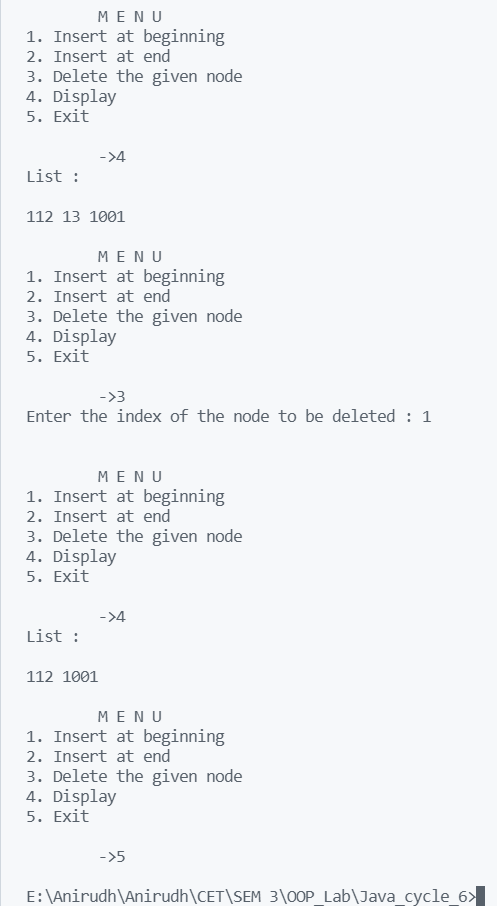 M E N U
1. Insert at beginning
2. Insert at end
3. Delete the given node
4. Display
5. Exit
->4
List :
112 13 1001
M E N U
1. Insert at beginning
2. Insert at end
3. Delete the given node
4. Display
5. Exit
->3
Enter the index of the node to be deleted : 1
M E N U
1. Insert at beginning
2. Insert at end
3. Delete the given node
4. Display
5. Exit
->4
List :
112 1001
M E N U
1. Insert at beginning
2. Insert at end
3. Delete the given node
4. Display
5. Exit
->5
E:\Anirudh\Anirudh\CET\SEM 3\OOP_Lab\Java_cycle_6>